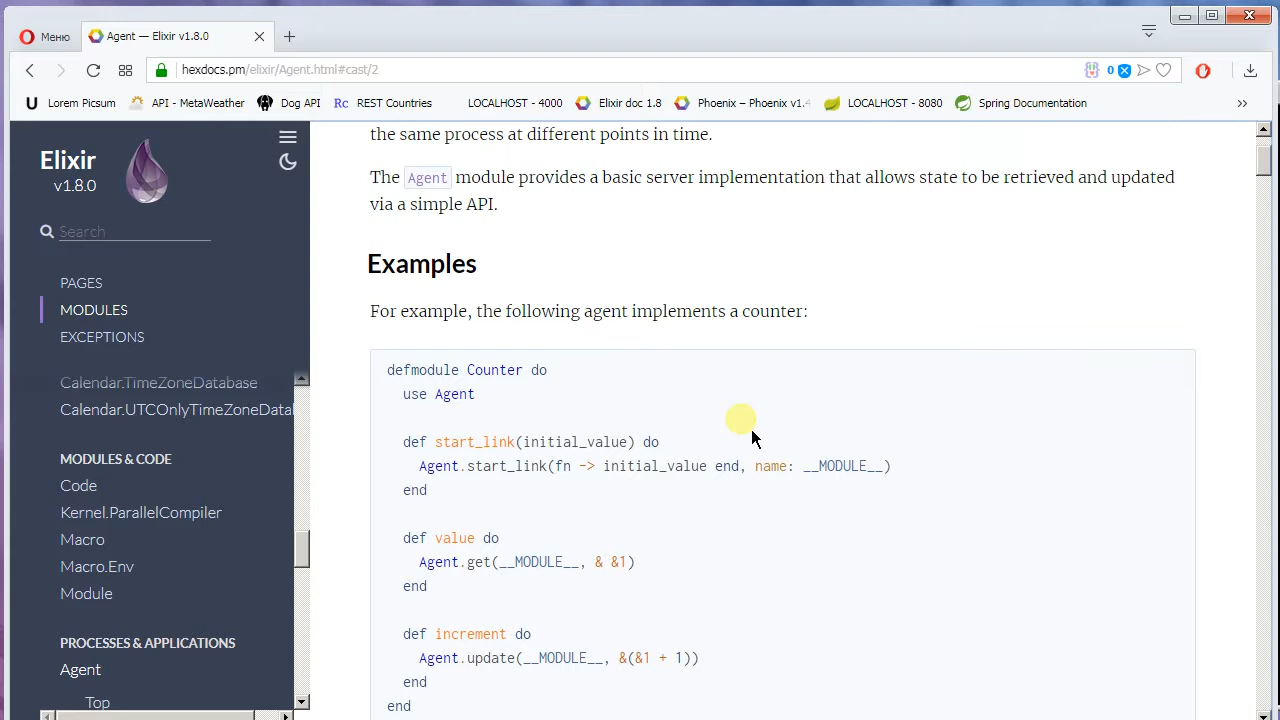 Меню
Agent — Elixir v1.8.0
hexdocs.pm/elixir/Agent.html#cast/2
0
U Lorem Picsum
API - MetaWeather
Dog API
Rc REST Countries
LOCALHOST - 4000
Elixir doc 1.8
Phoenix – Phoenix v1.4
LOCALHOST - 8080
Spring Documentation
Elixir
v1.8.0
Search
PAGES
MODULES
EXCEPTIONS
Calendar.TimeZoneDatabase
Calendar.UTCOnlyTimeZoneDatal
MODULES & CODE
Code
Kernel.ParallelCompiler
Macro
Macro.Env
Module
PROCESSES & APPLICATIONS
Agent
Top
the same process at different points in time.
The Agent module provides a basic server implementation that allows state to be retrieved and updated
via a simple API.
Examples
For example, the following agent implements a counter:
defmodule Counter do
use Agent
def start_link(initial_value) do
Agent.start_link(fn -> initial_value end, name: __MODULE__)
end
def value do
Agent.get(__MODULE__, & &1)
end
def increment do
Agent.update(__MODULE__, &(&1 + 1))
end
end